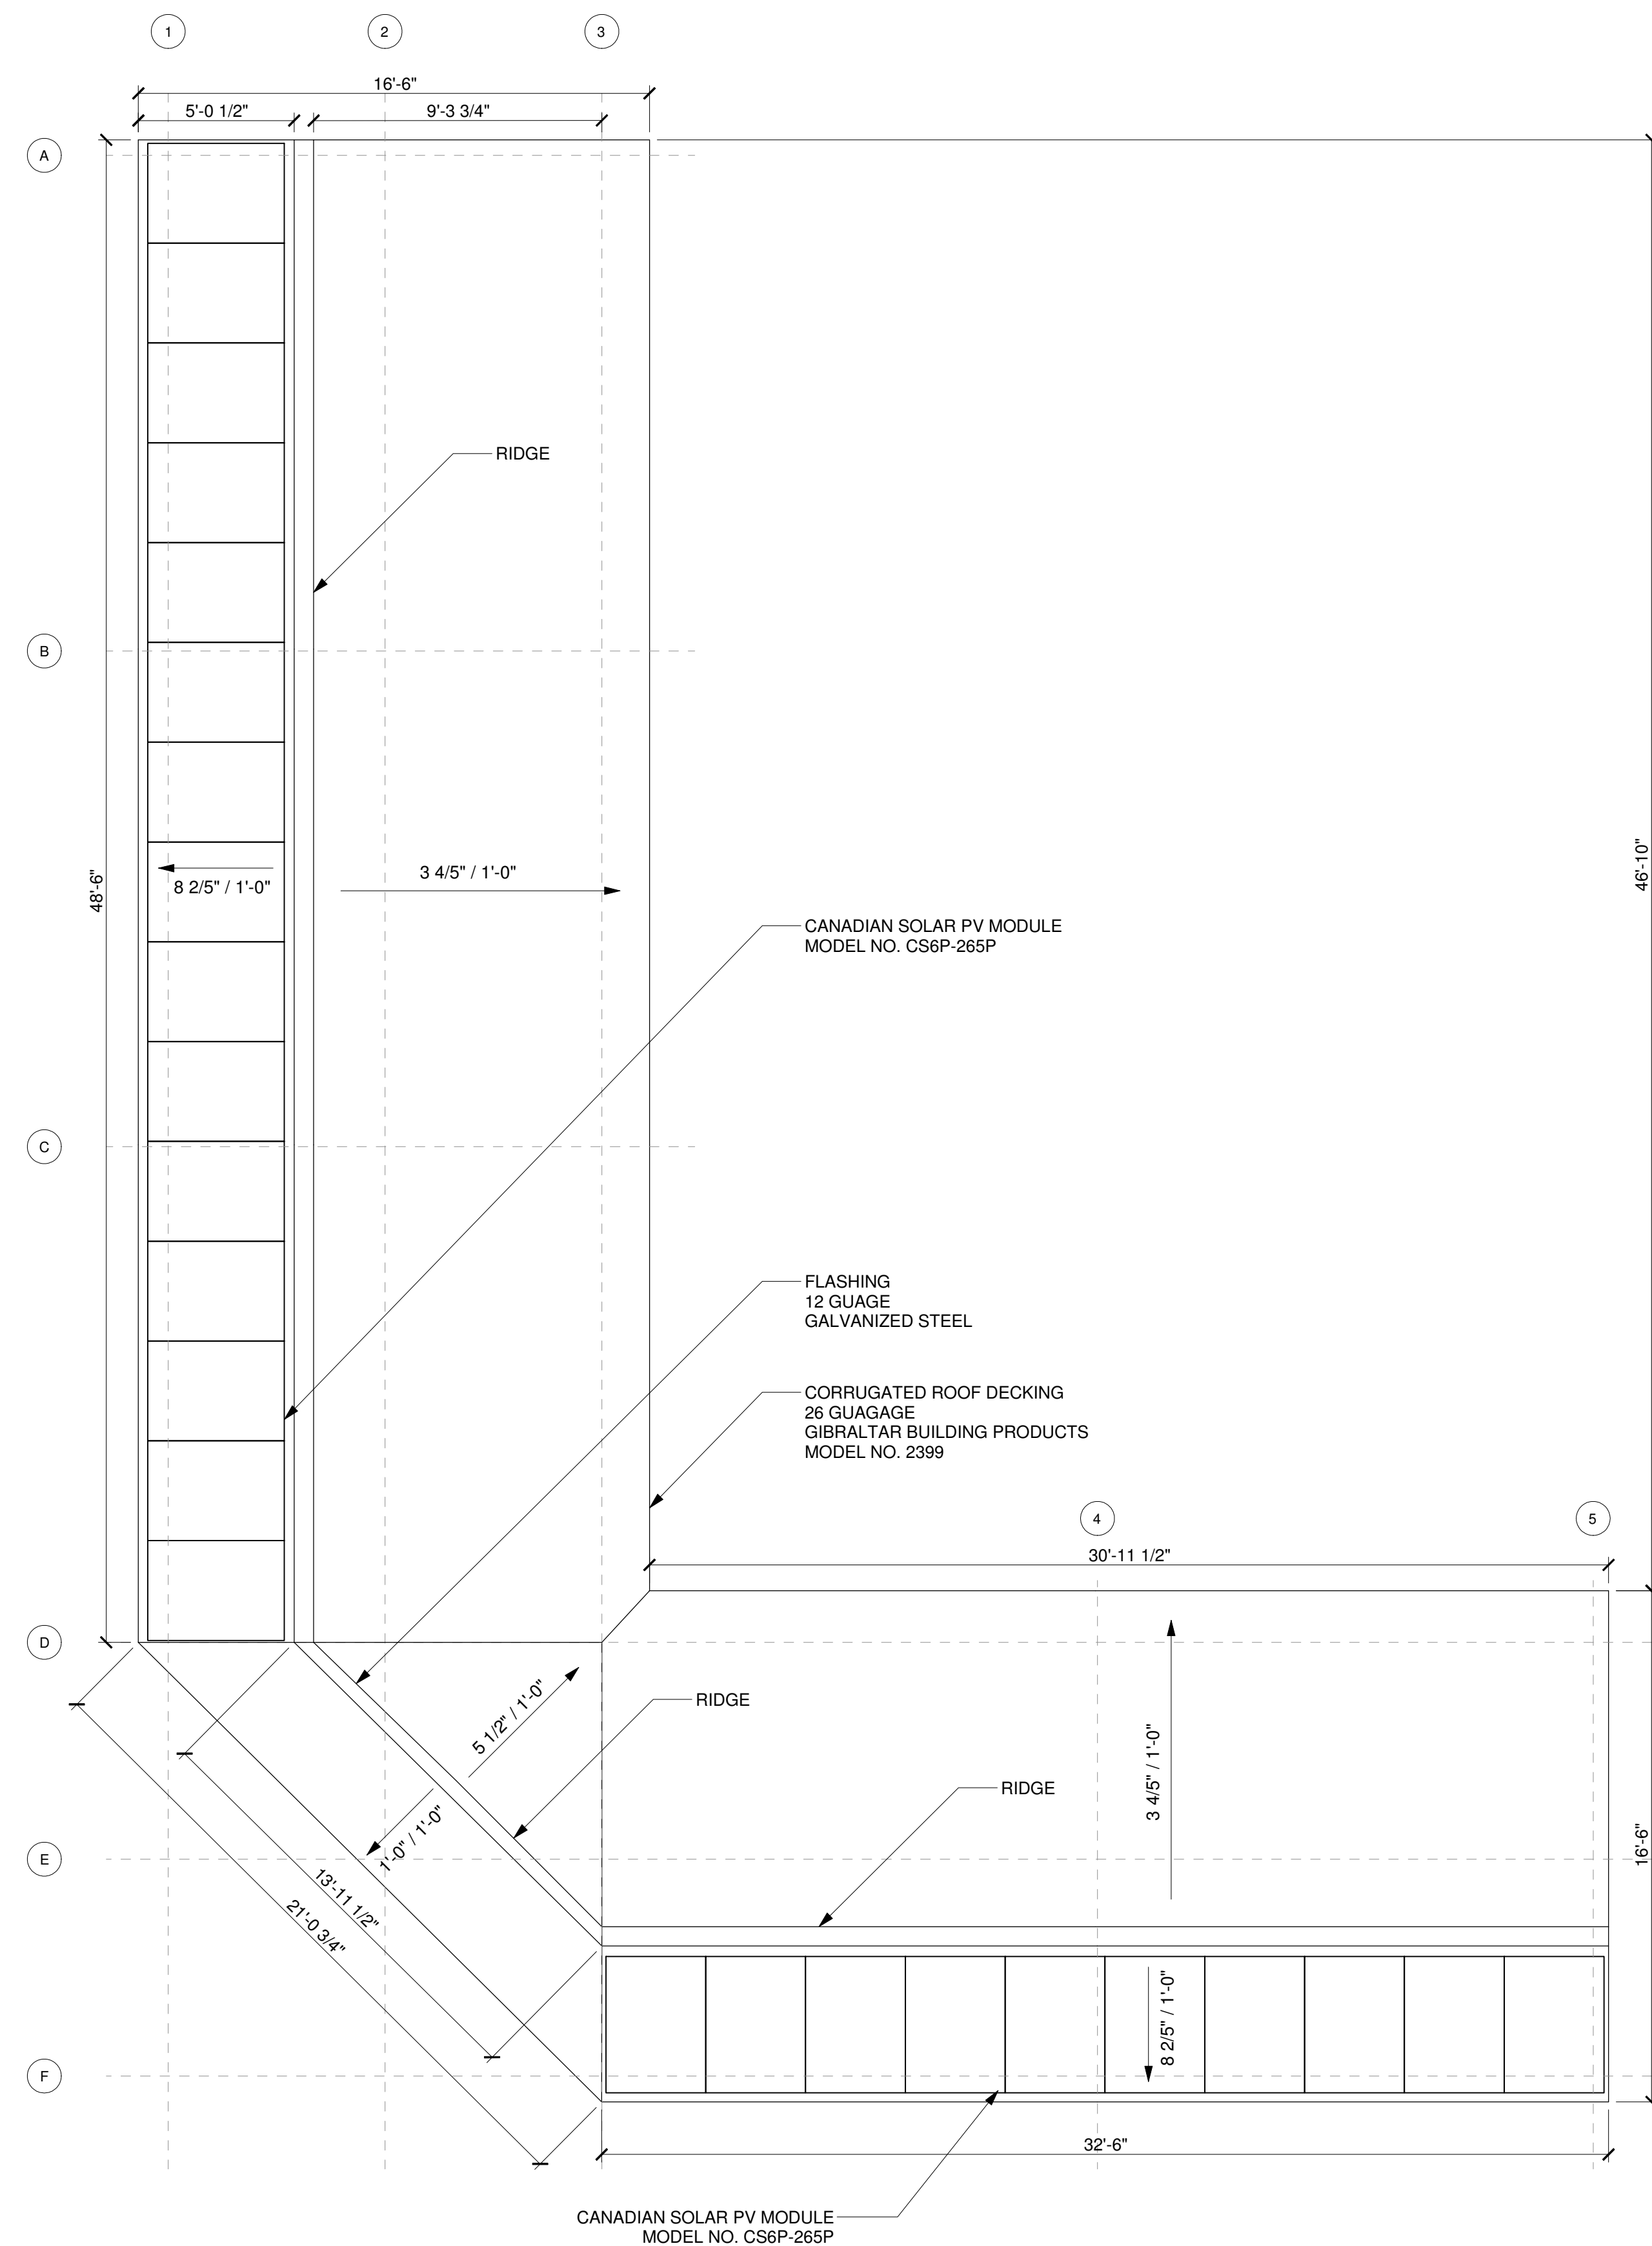 1
2
3
16'-6"
5'-0 1/2"
9'-3 3/4"
A
RIDGE
B
48'-6"
8 2/5" / 1'-0"
3 4/5" / 1'-0"
46'-10"
CANADIAN SOLAR PV MODULE
MODEL NO. CS6P-265P
C
FLASHING
12 GUAGE
GALVANIZED STEEL
CORRUGATED ROOF DECKING
26 GUAGAGE
GIBRALTAR BUILDING PRODUCTS
MODEL NO. 2399
4
5
30'-11 1/2"
D
5 1/2" / 1'-0"
RIDGE
3 4/5" / 1'-0"
RIDGE
1'-0" / 1'-0"
16'-6"
E
13'-11 1/2"
21'-0 3/4"
8 2/5" / 1'-0"
F
32'-6"
CANADIAN SOLAR PV MODULE
MODEL NO. CS6P-265P